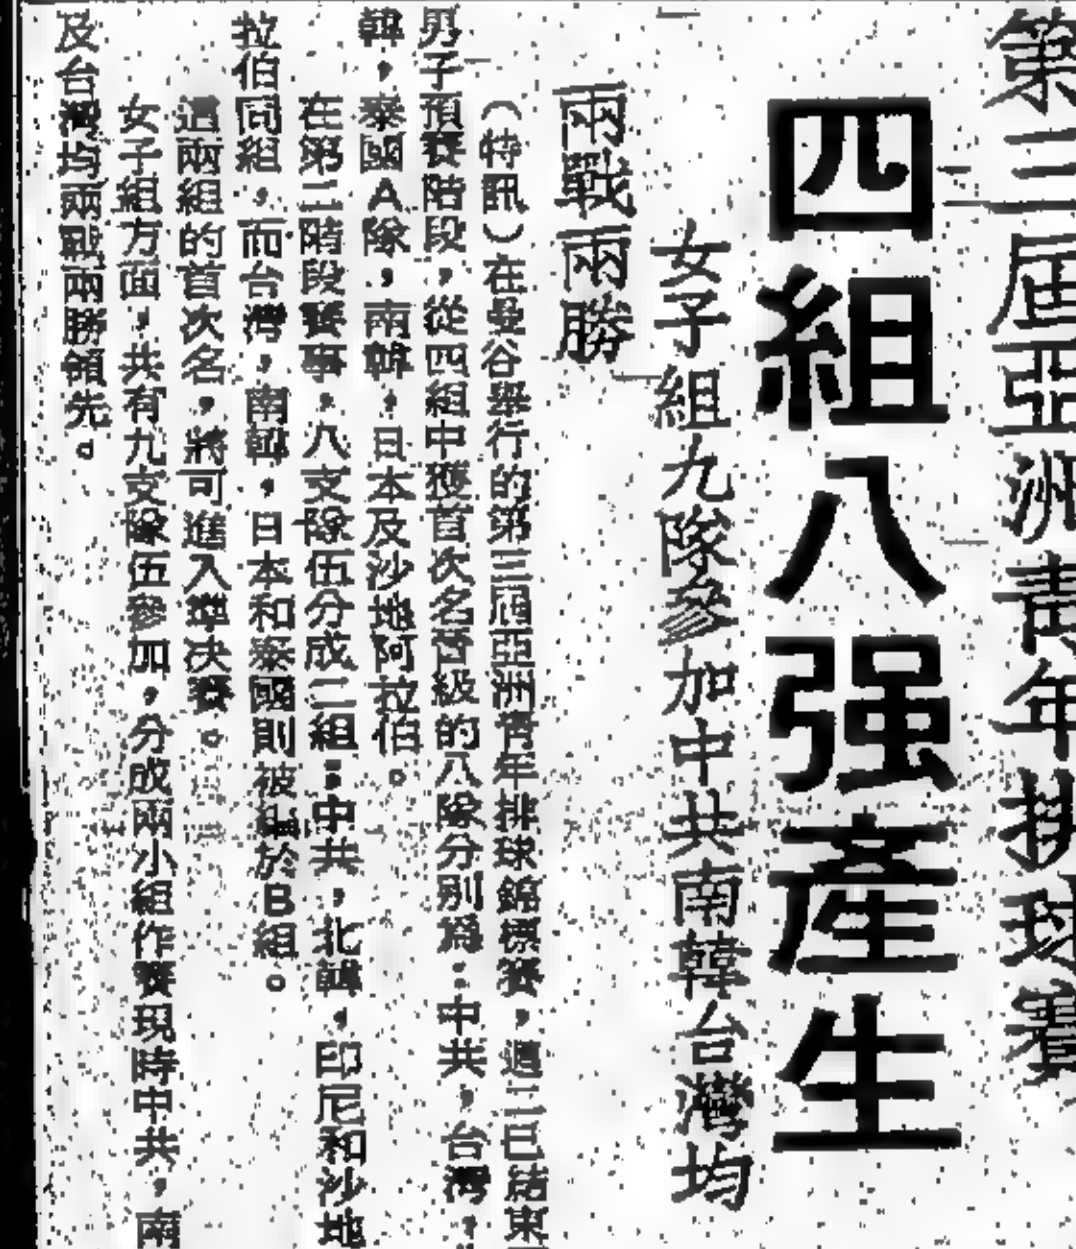 第三屆亞洲青年排球賽
四組八强產生
女子組九隊參加中共南韓台灣均
兩戰兩勝
（特訊）在曼谷舉行的第三屆亞洲青年排球錦標賽，週三已結束
男子預賽階段，從四組中獲首次名晉級的八隊分別爲：中共，台灣，
韓，泰國A隊，南韓，日本及沙地阿拉伯。
在第二階段賽事，八支隊伍分成二組：中共，北韓，印尼和沙地
拉伯同組，而台灣，南韓，日本和泰國則被編於B組。
這兩組的首次名，將可進入準决賽。
女子組方面，共有九支隊伍參加，分成兩小組作賽現時中共，南
及台灣均兩戰兩勝領先。